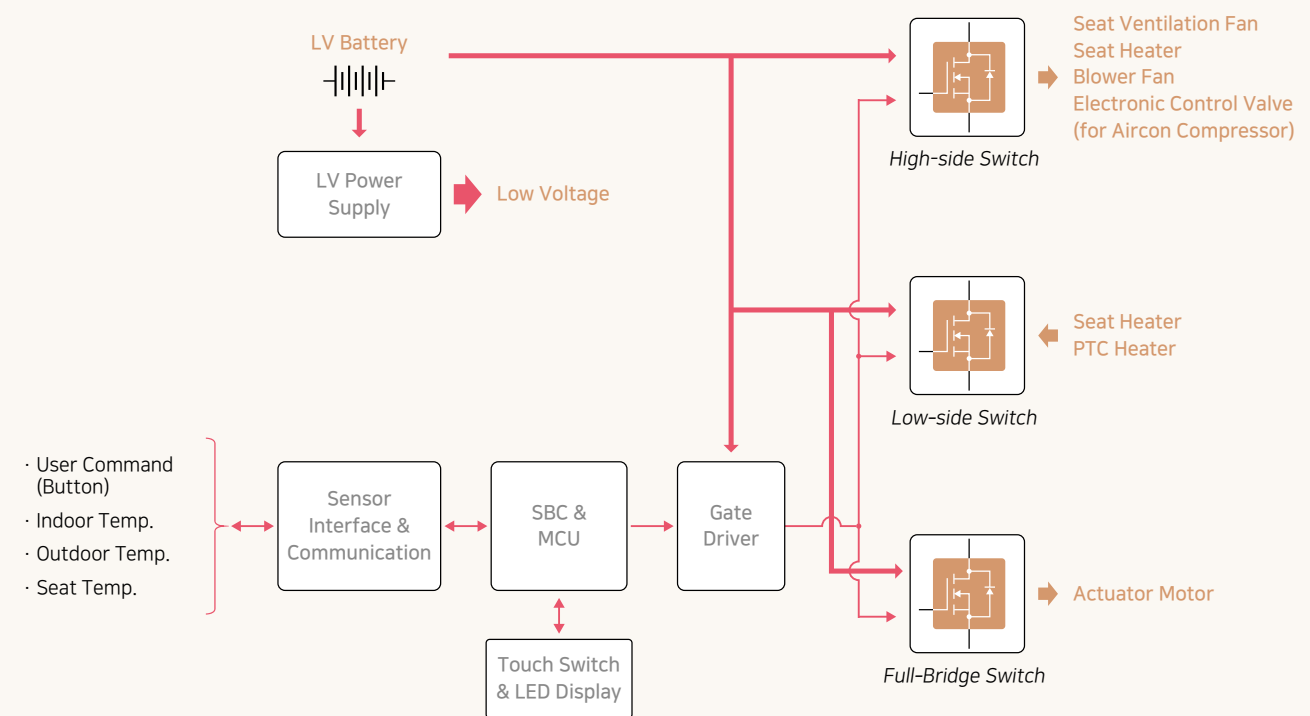 LV Battery
LV Power
Supply
Low Voltage
Seat Ventilation Fan
Seat Heater
Blower Fan
Electronic Control Valve
(for Aircon Compressor)
High-side Switch
Seat Heater
PTC Heater
Low-side Switch
· User Command
(Button)
· Indoor Temp.
· Outdoor Temp.
· Seat Temp.
Sensor
Interface &
Communication
SBC &
MCU
Gate
Driver
Touch Switch
& LED Display
Actuator Motor
Full-Bridge Switch